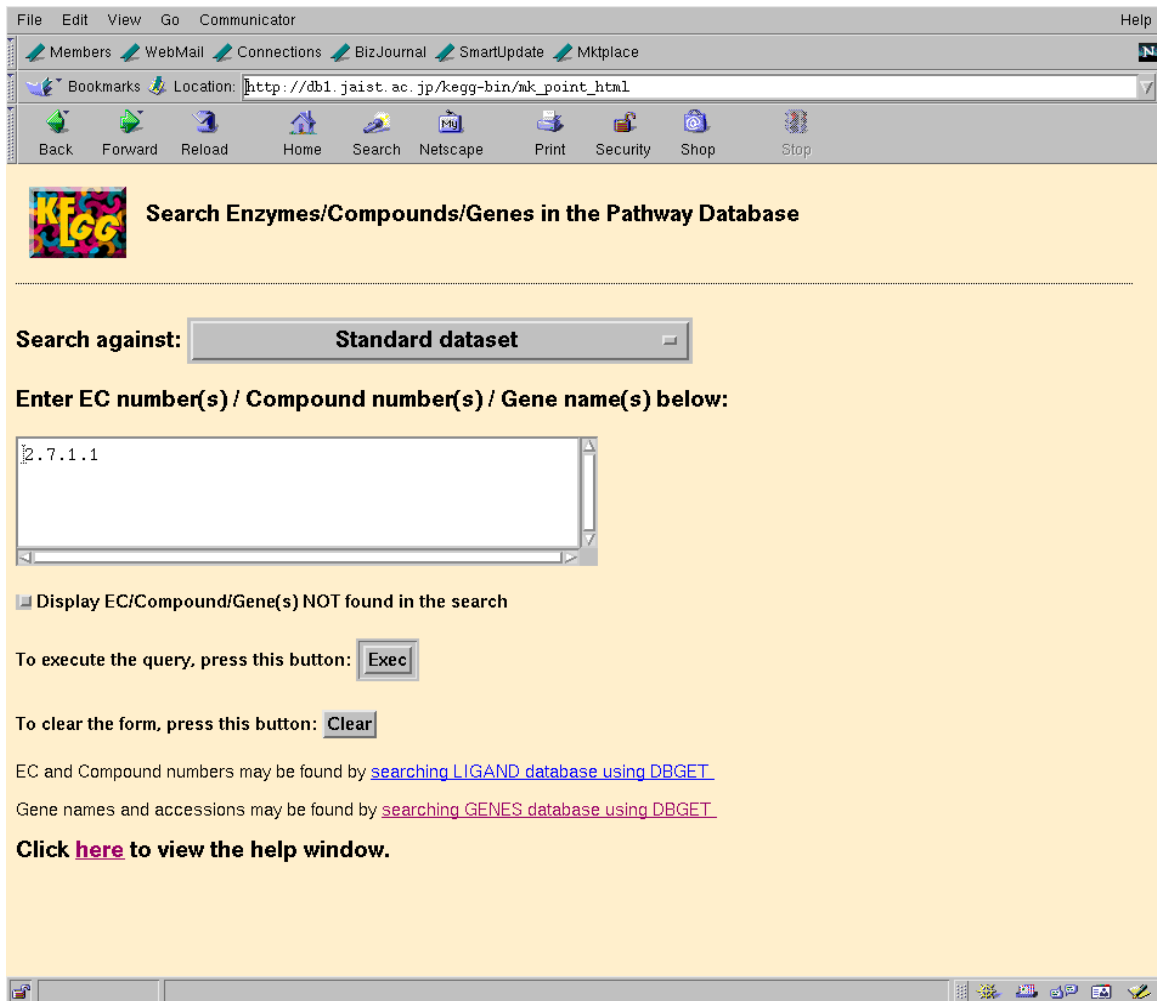 File Edit View Go Communicator Help
Members WebMail Connections BizJournal SmartUpdate Mktplace
N
Bookmarks Location: http://db1.jaist.ac.jp/kegg-bin/mk_point_html
My
Back Forward Reload Home Search Netscape Print Security Shop Stop
KEGG
Search Enzymes/Compounds/Genes in the Pathway Database
Search against: Standard dataset
Enter EC number(s) / Compound number(s) / Gene name(s) below:
2.7.1.1
Display EC/Compound/Gene(s) NOT found in the search
To execute the query, press this button: Exec
To clear the form, press this button: Clear
EC and Compound numbers may be found by searching LIGAND database using DBGET
Gene names and accessions may be found by searching GENES database using DBGET
Click here to view the help window.